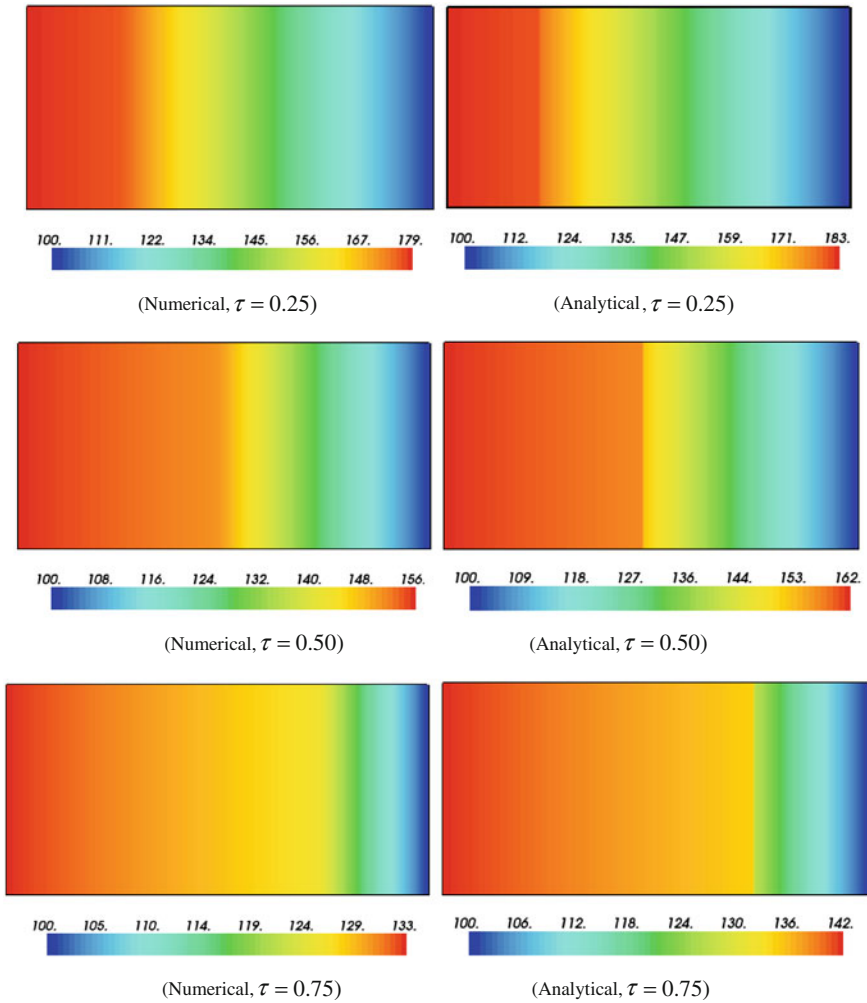 100. 111. 122. 134. 145. 156. 167. 179.
100. 112. 124. 135. 147. 159. 171. 183.
(Numerical, τ = 0.25)
(Analytical, τ = 0.25)
100. 108. 116. 124. 132. 140. 148. 156.
100. 109. 118. 127. 136. 144. 153. 162.
(Numerical, τ = 0.50)
(Analytical, τ = 0.50)
100. 105. 110. 114. 119. 124. 129. 133.
100. 106. 112. 118. 124. 130. 136. 142.
(Numerical, τ = 0.75)
(Analytical, τ = 0.75)